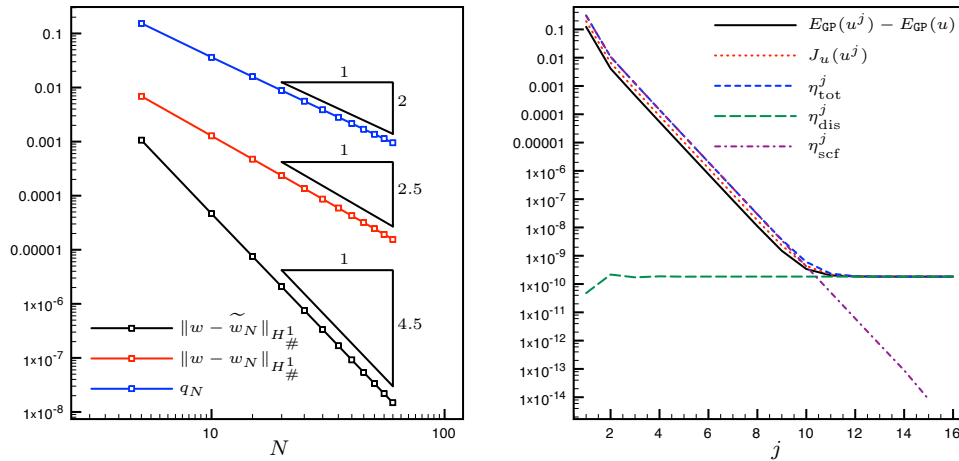 0.1
0.01
0.001
0.0001
0.00001
1×10⁻⁶
1×10⁻⁷
1×10⁻⁸
1
2
1
2.5
1
4.5
‖w − w̃_N‖_{H^1_#}
‖w − w_N‖_{H^1_#}
q_N
10
100
N
0.1
0.01
0.001
0.0001
0.00001
1×10⁻⁶
1×10⁻⁷
1×10⁻⁸
1×10⁻⁹
1×10⁻¹⁰
1×10⁻¹¹
1×10⁻¹²
1×10⁻¹³
1×10⁻¹⁴
E_GP(u^j) − E_GP(u)
J_u(u^j)
η^j_tot
η^j_dis
η^j_scf
2 4 6 8 10 12 14 16
j